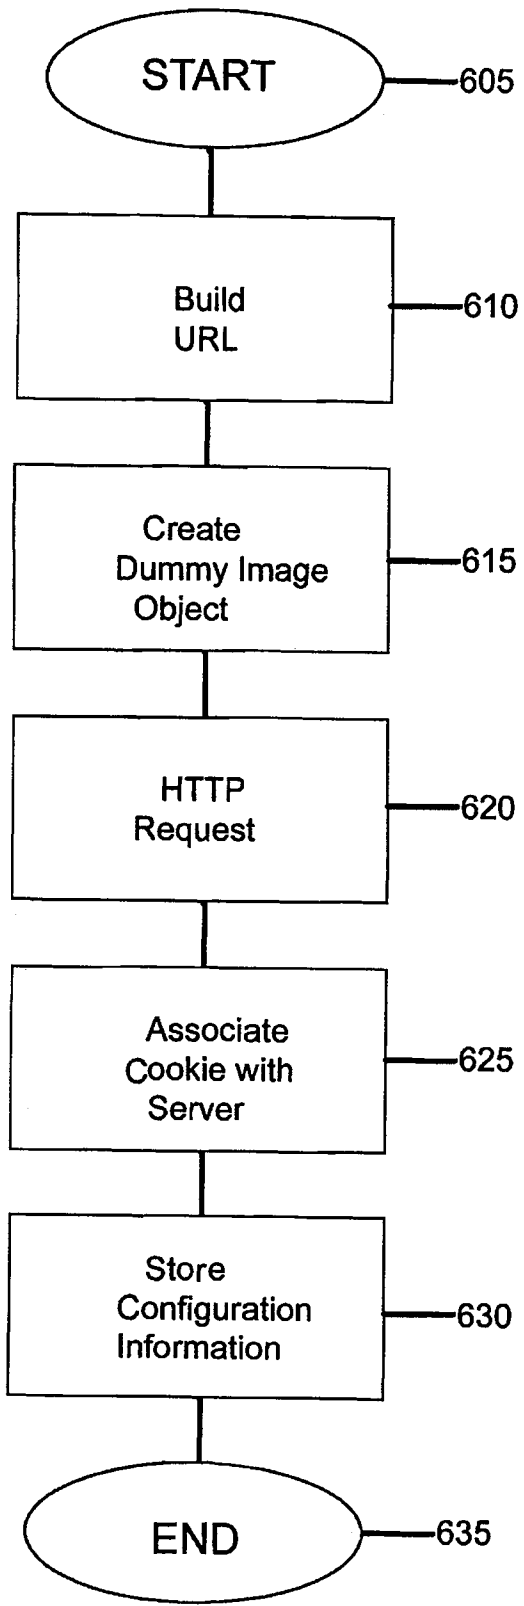 START
605
Build
URL
610
Create
Dummy Image
Object
615
HTTP
Request
620
Associate
Cookie with
Server
625
Store
Configuration
Information
630
END
635